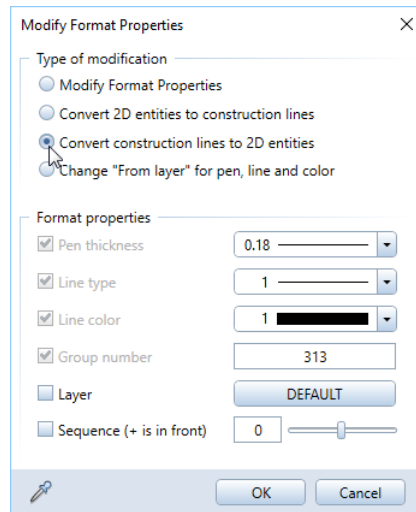 Modify Format Properties
Type of modification
Modify Format Properties
Convert 2D entities to construction lines
Convert construction lines to 2D entities
Change "From layer" for pen, line and color
Format properties
Pen thickness 0.18
Line type 1
Line color 1
Group number 313
Layer DEFAULT
Sequence (+ is in front) 0
OK Cancel